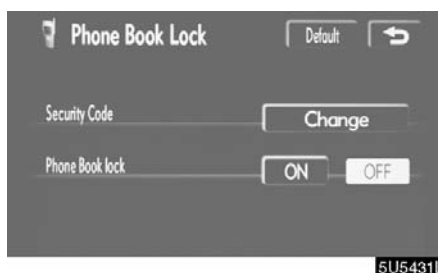 Phone Book Lock Default
Security Code Change
Phone Book lock ON OFF
5U5431